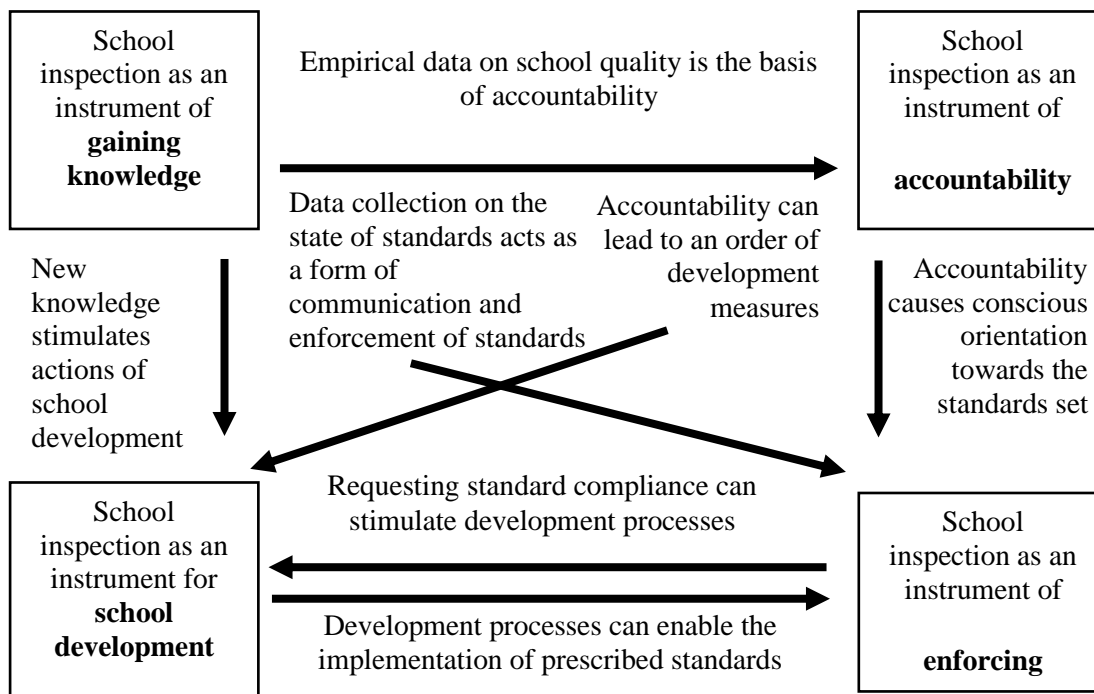 School
inspection as an
instrument of
gaining
knowledge
Empirical data on school quality is the basis
of accountability
School
inspection as an
instrument of
accountability
Data collection on the
state of standards acts as
a form of
communication and
enforcement of standards
Accountability can
lead to an order of
development
measures
New
knowledge
stimulates
actions of
school
development
Accountability
causes conscious
orientation
towards the
standards set
School
inspection as an
instrument for
school
development
Requesting standard compliance can
stimulate development processes
Development processes can enable the
implementation of prescribed standards
School
inspection as an
instrument of
enforcing